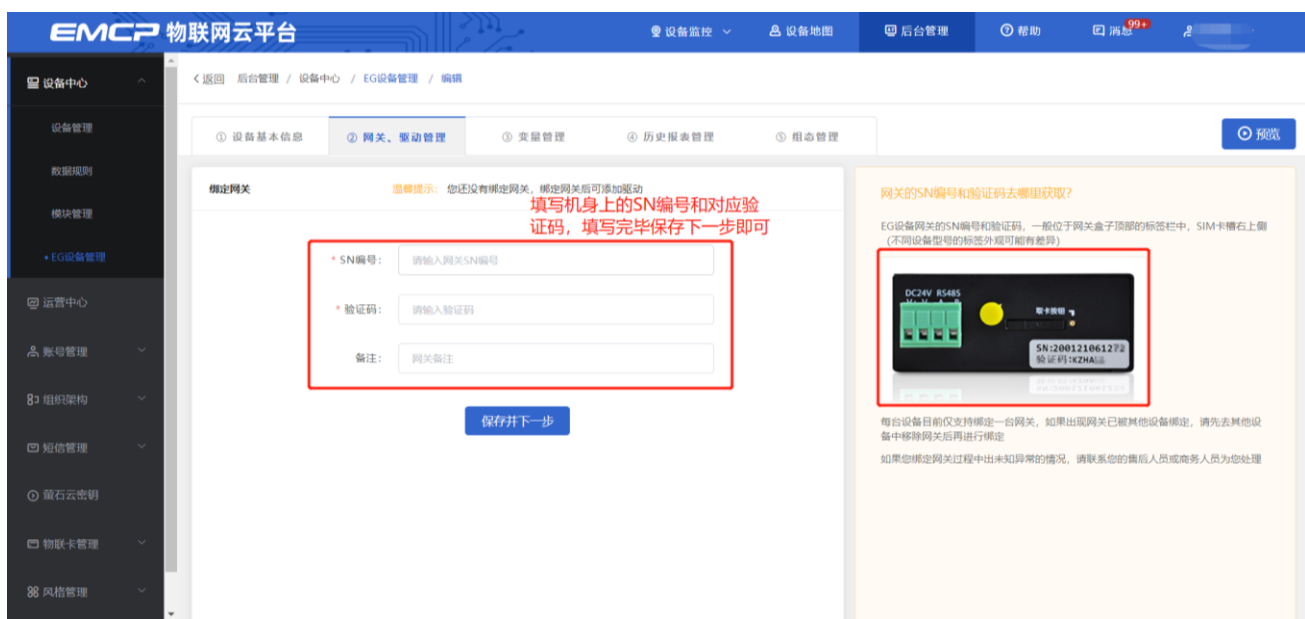 EMCP 物联网云平台
设备监控
设备地图
后台管理
帮助
消息
99+
设备中心
设备管理
数据规则
模块管理
• EG设备管理
运营中心
账号管理
组织架构
短信管理
萤石云密钥
物联卡管理
风格管理
返回 后台管理 / 设备中心 / EG设备管理 / 编辑
① 设备基本信息
② 网关、驱动管理
③ 变量管理
④ 历史报表管理
⑤ 组态管理
预览
绑定网关
温馨提示: 您还没有绑定网关，绑定网关后可添加驱动
填写机身上的SN编号和对应验
证码，填写完毕保存下一步即可
* SN编号: 请输入网关SN编号
* 验证码: 请输入验证码
备注: 网关备注
保存并下一步
网关的SN编号和验证码去哪里获取?
EG设备网关的SN编号和验证码，一般位于网关盒子顶部的标签栏中，SIM卡槽右上侧
（不同设备型号的标签外观可能有差异）
DC24V RS485
V- V+ A B
取卡按钮
SN:200121061272
验证码:KZHA
每台设备目前仅支持绑定一台网关，如果出现网关已被其他设备绑定，请先去其他设
备中移除网关后再进行绑定
如果您绑定网关过程中出未知异常的情况，请联系您的售后人员或商务人员为您处理